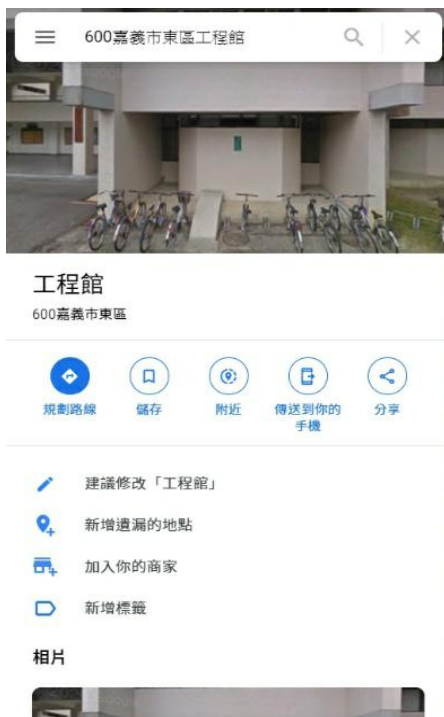 600嘉義市東區工程館
工程館
600嘉義市東區
規劃路線
儲存
附近
傳送到你的
手機
分享
建議修改「工程館」
新增遺漏的地點
加入你的商家
新增標籤
相片